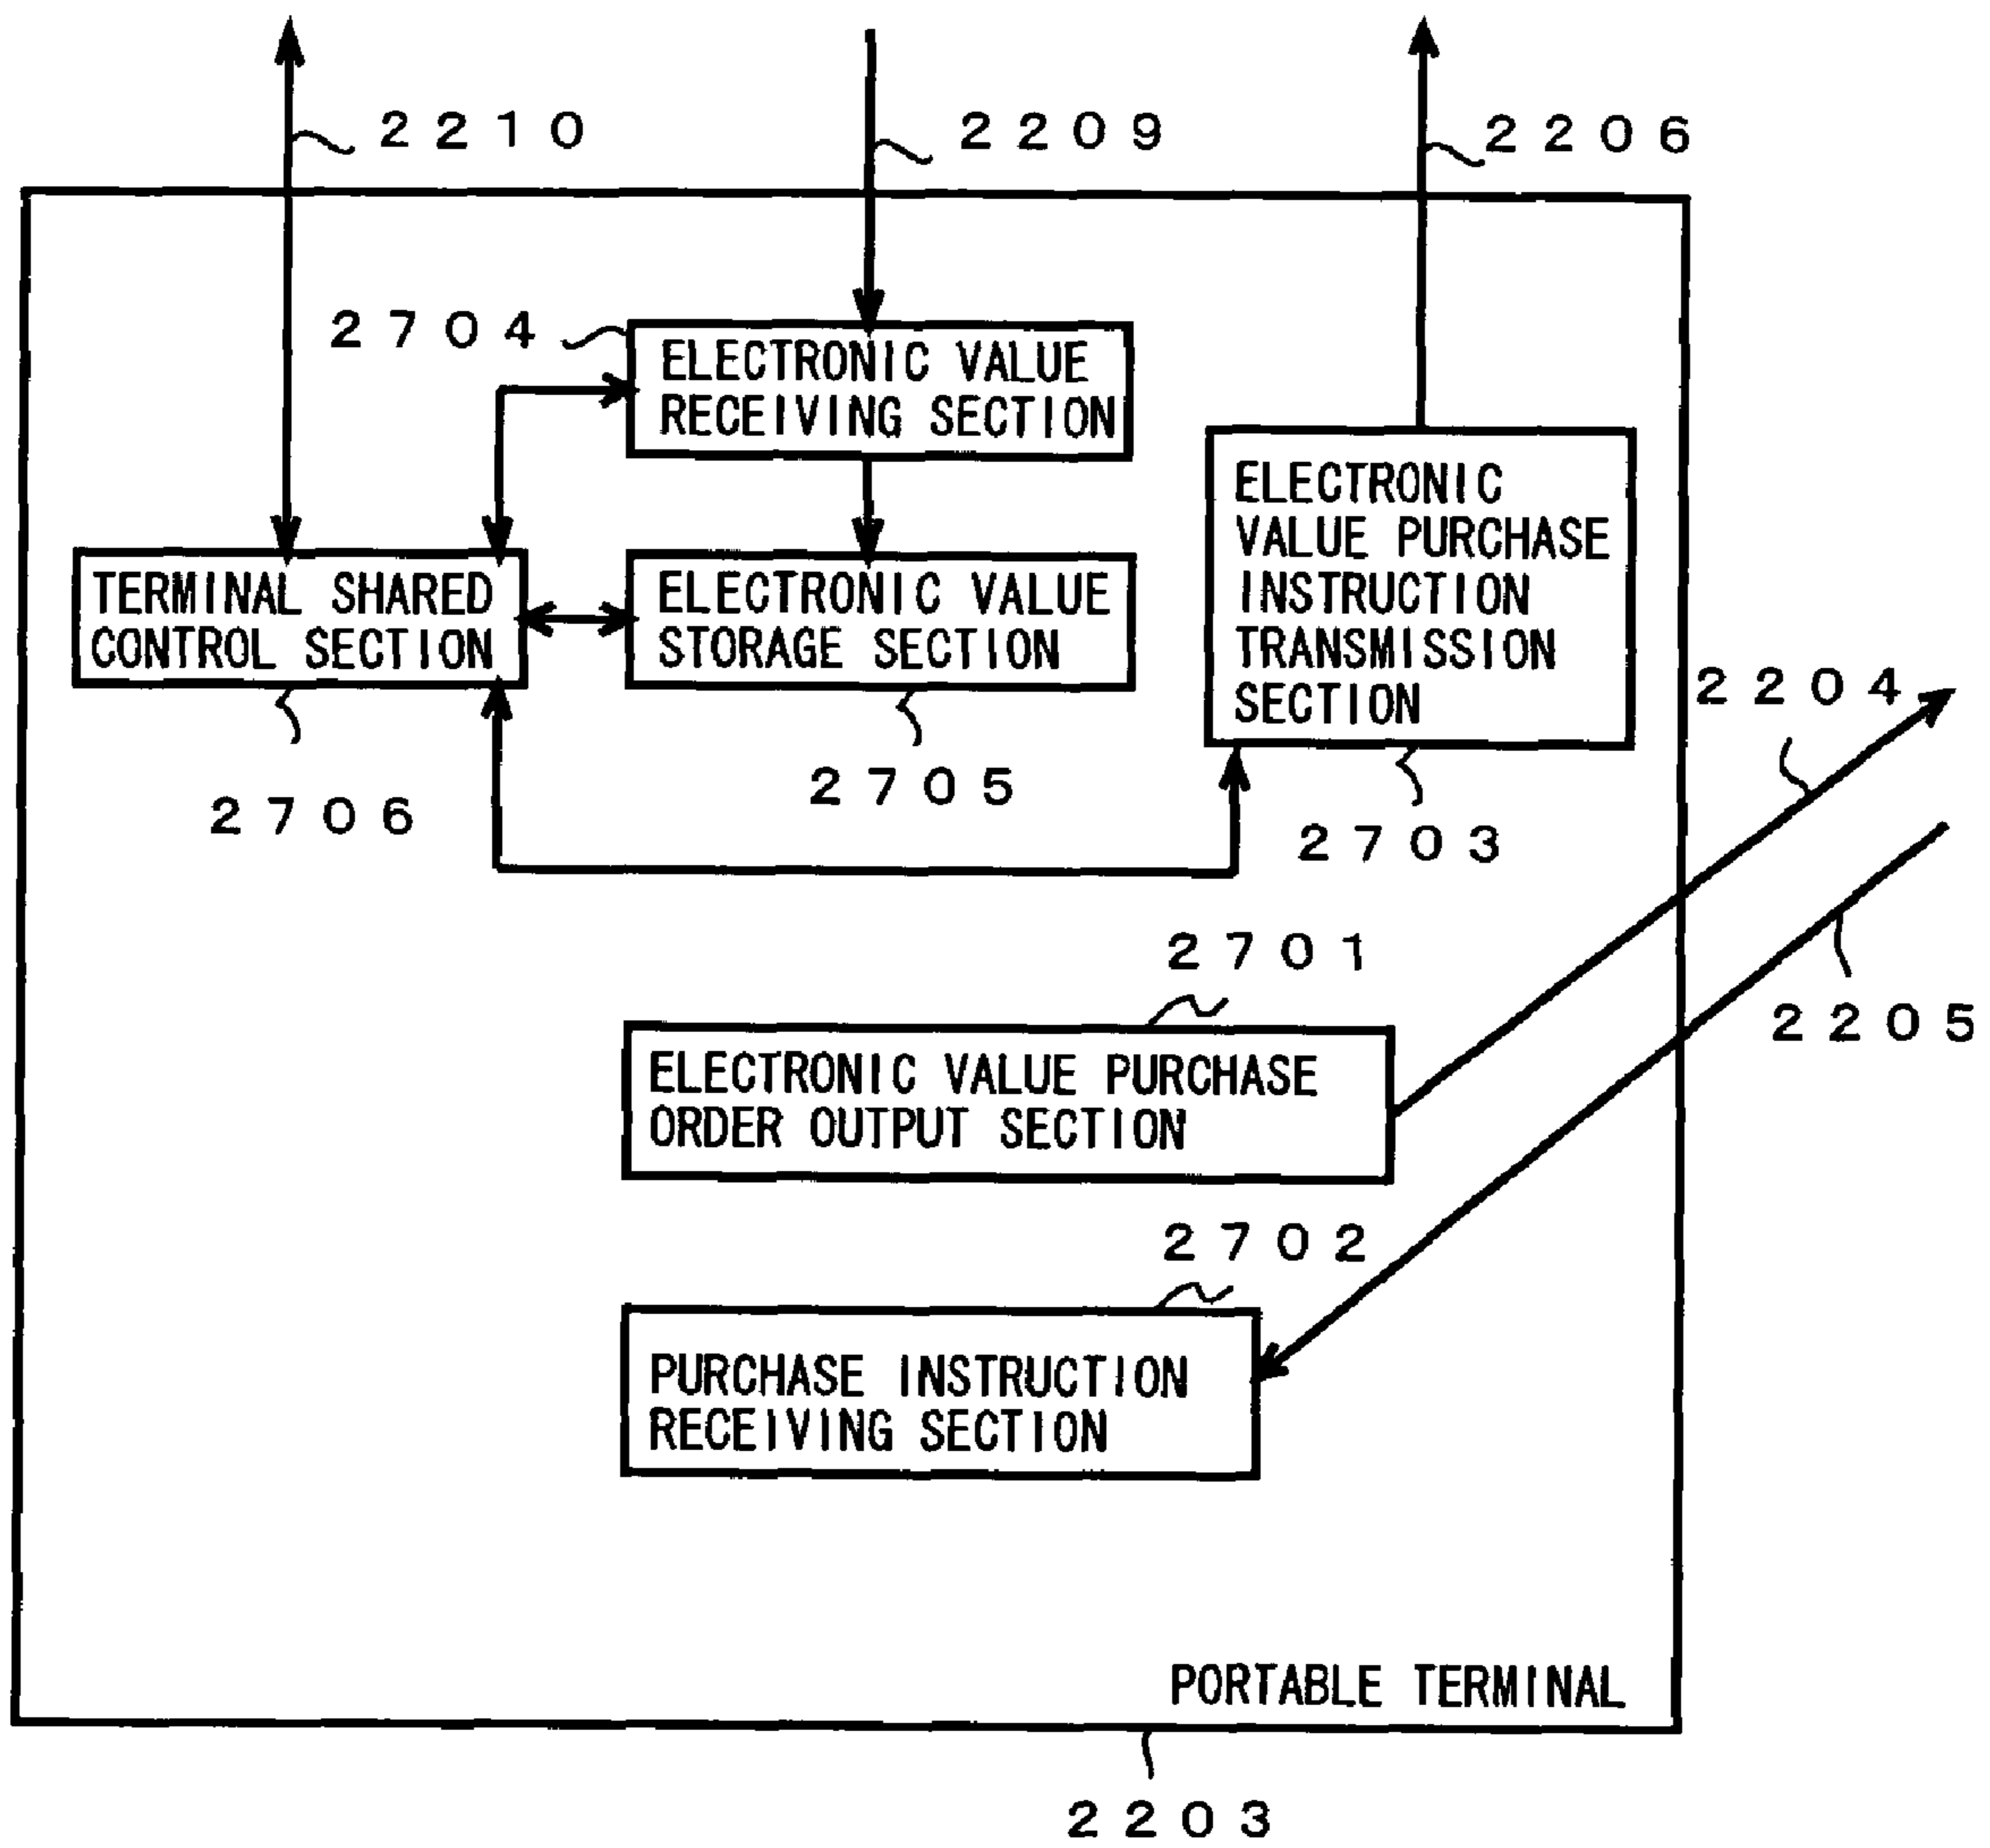 2210
2209
2206
2704
ELECTRONIC VALUE
RECEIVING SECTION
ELECTRONIC
VALUE PURCHASE
INSTRUCTION
TRANSMISSION
SECTION
TERMINAL SHARED
CONTROL SECTION
ELECTRONIC VALUE
STORAGE SECTION
2204
2706
2705
2703
2701
2205
ELECTRONIC VALUE PURCHASE
ORDER OUTPUT SECTION
2702
PURCHASE INSTRUCTION
RECEIVING SECTION
PORTABLE TERMINAL
2203